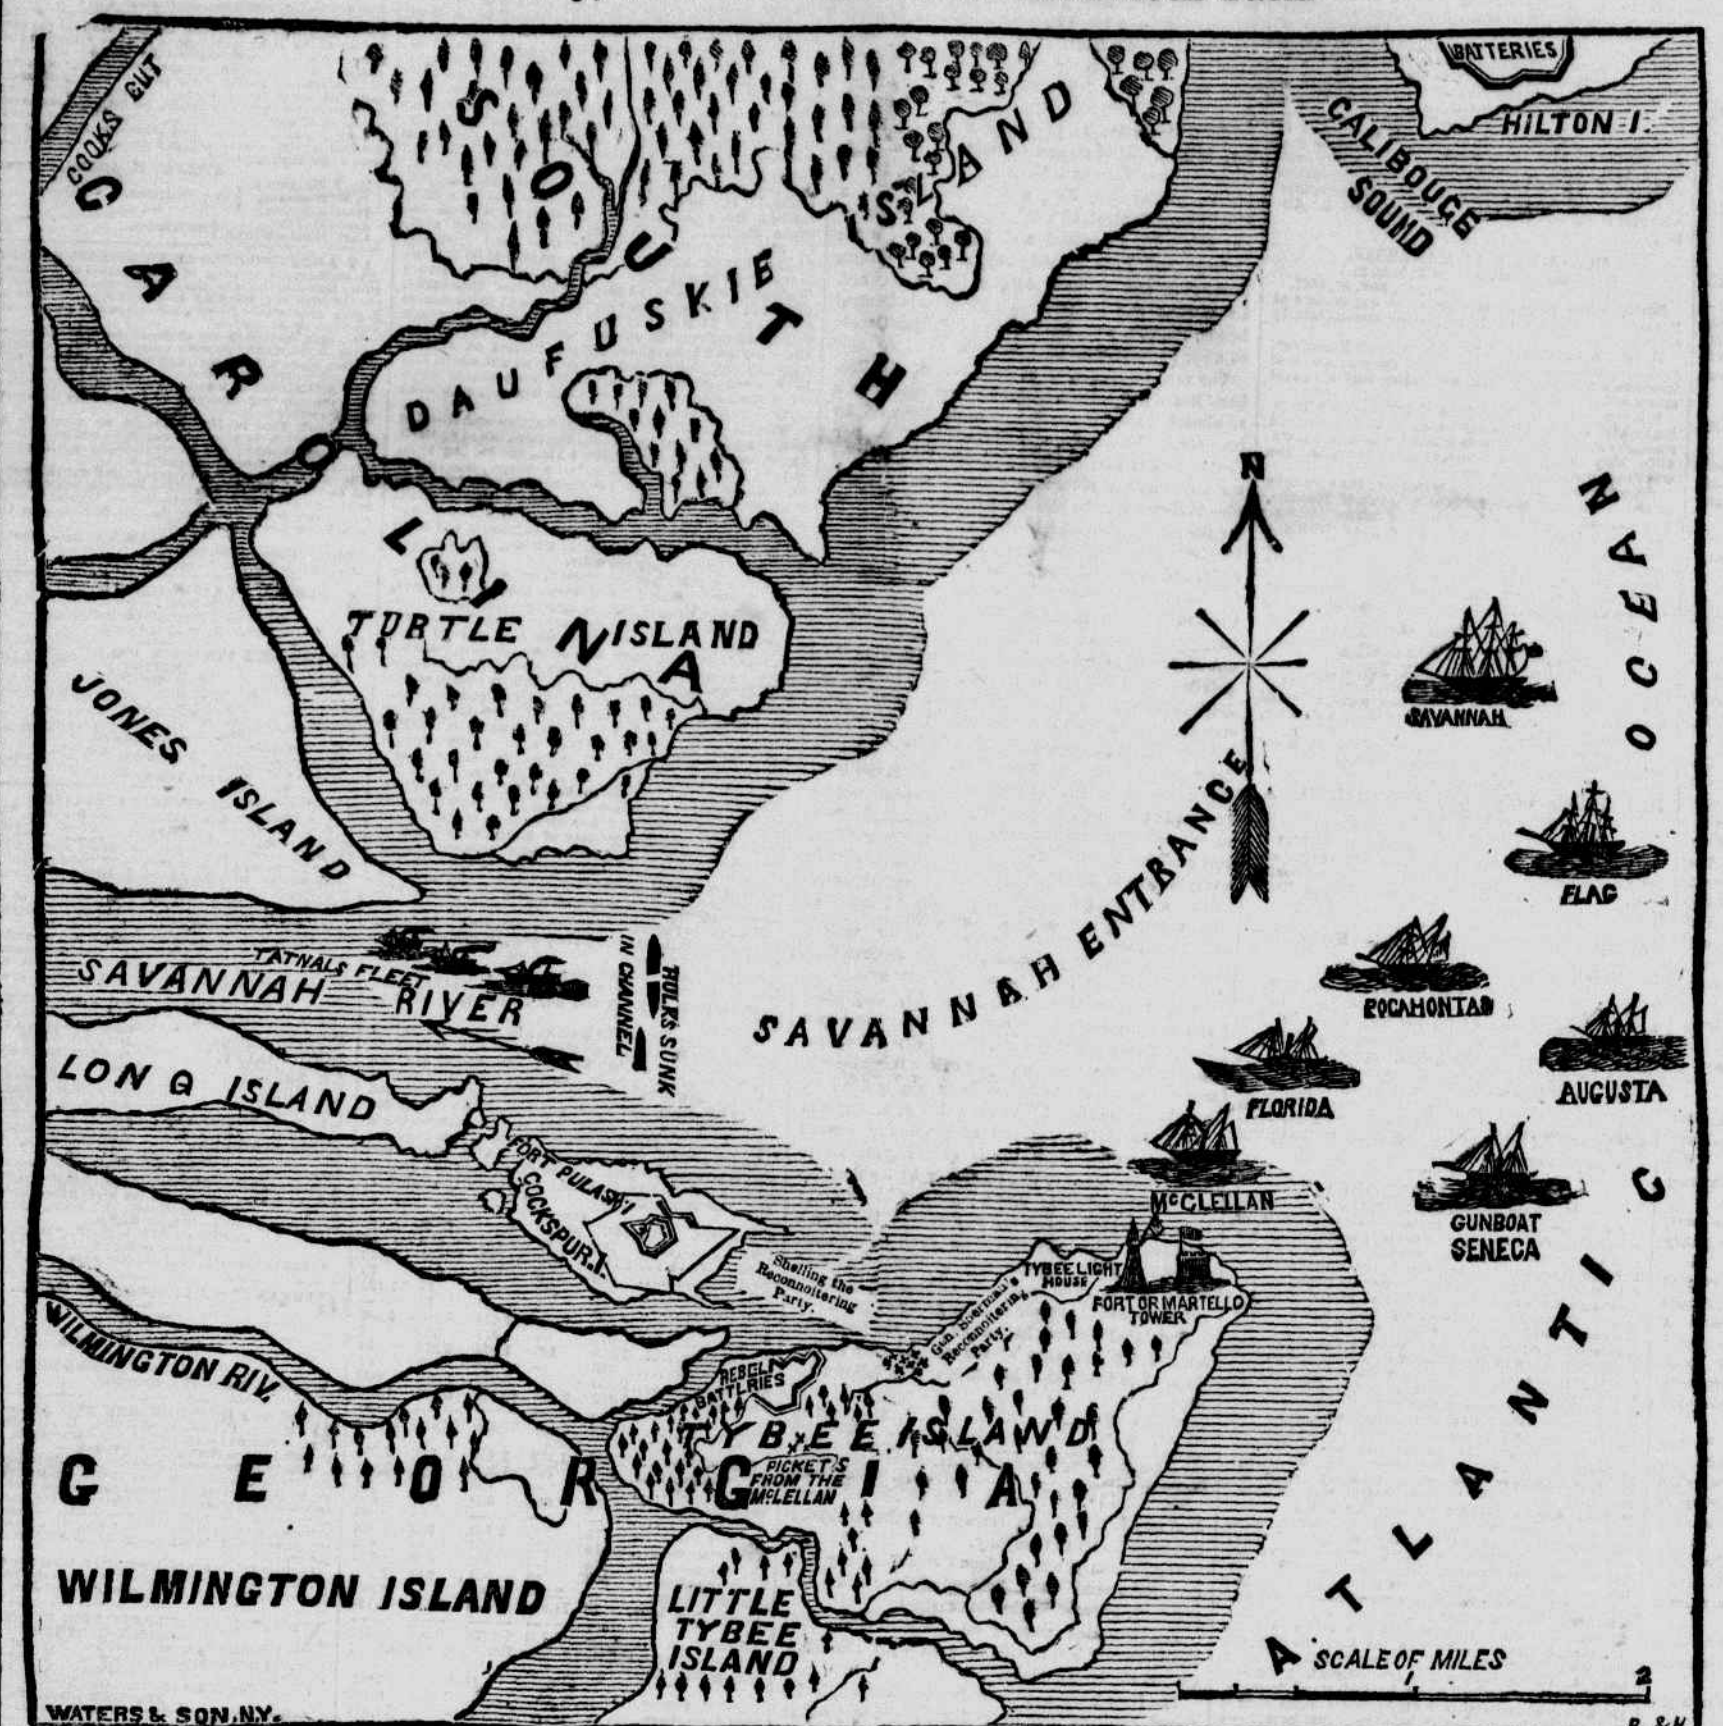 COOKS CUT
BATTERIES
HILTON I.
CALIBOUGE
SOUND
SOUTH
CAROLINA
DAUFUSKIE
ISLAND
N
TURTLE ISLAND
JONES
ISLAND
SAVANNAH
FLAG
POCAHONTAS
AUGUSTA
FLORIDA
McCLELLAN
GUNBOAT
SENECA
ATLANTIC OCEAN
SAVANNAH ENTRANCE
TATNALS FLEET
SAVANNAH
RIVER
HULKS SUNK
IN CHANNEL
LONG ISLAND
FORT PULASKI
COCKSPUR I.
Shelling the
Reconnoitering
Party.
TYBEE LIGHT
HOUSE
FORT OR MARTELLO
TOWER
Gen. Sherman's
Reconnoitering
Party.
WILMINGTON RIV.
REBEL
BATTERIES
TYBEE ISLAND
PICKETS
FROM THE
McLELLAN
GEORGIA
WILMINGTON ISLAND
LITTLE
TYBEE
ISLAND
SCALE OF MILES
1
2
WATERS & SON, N.Y.